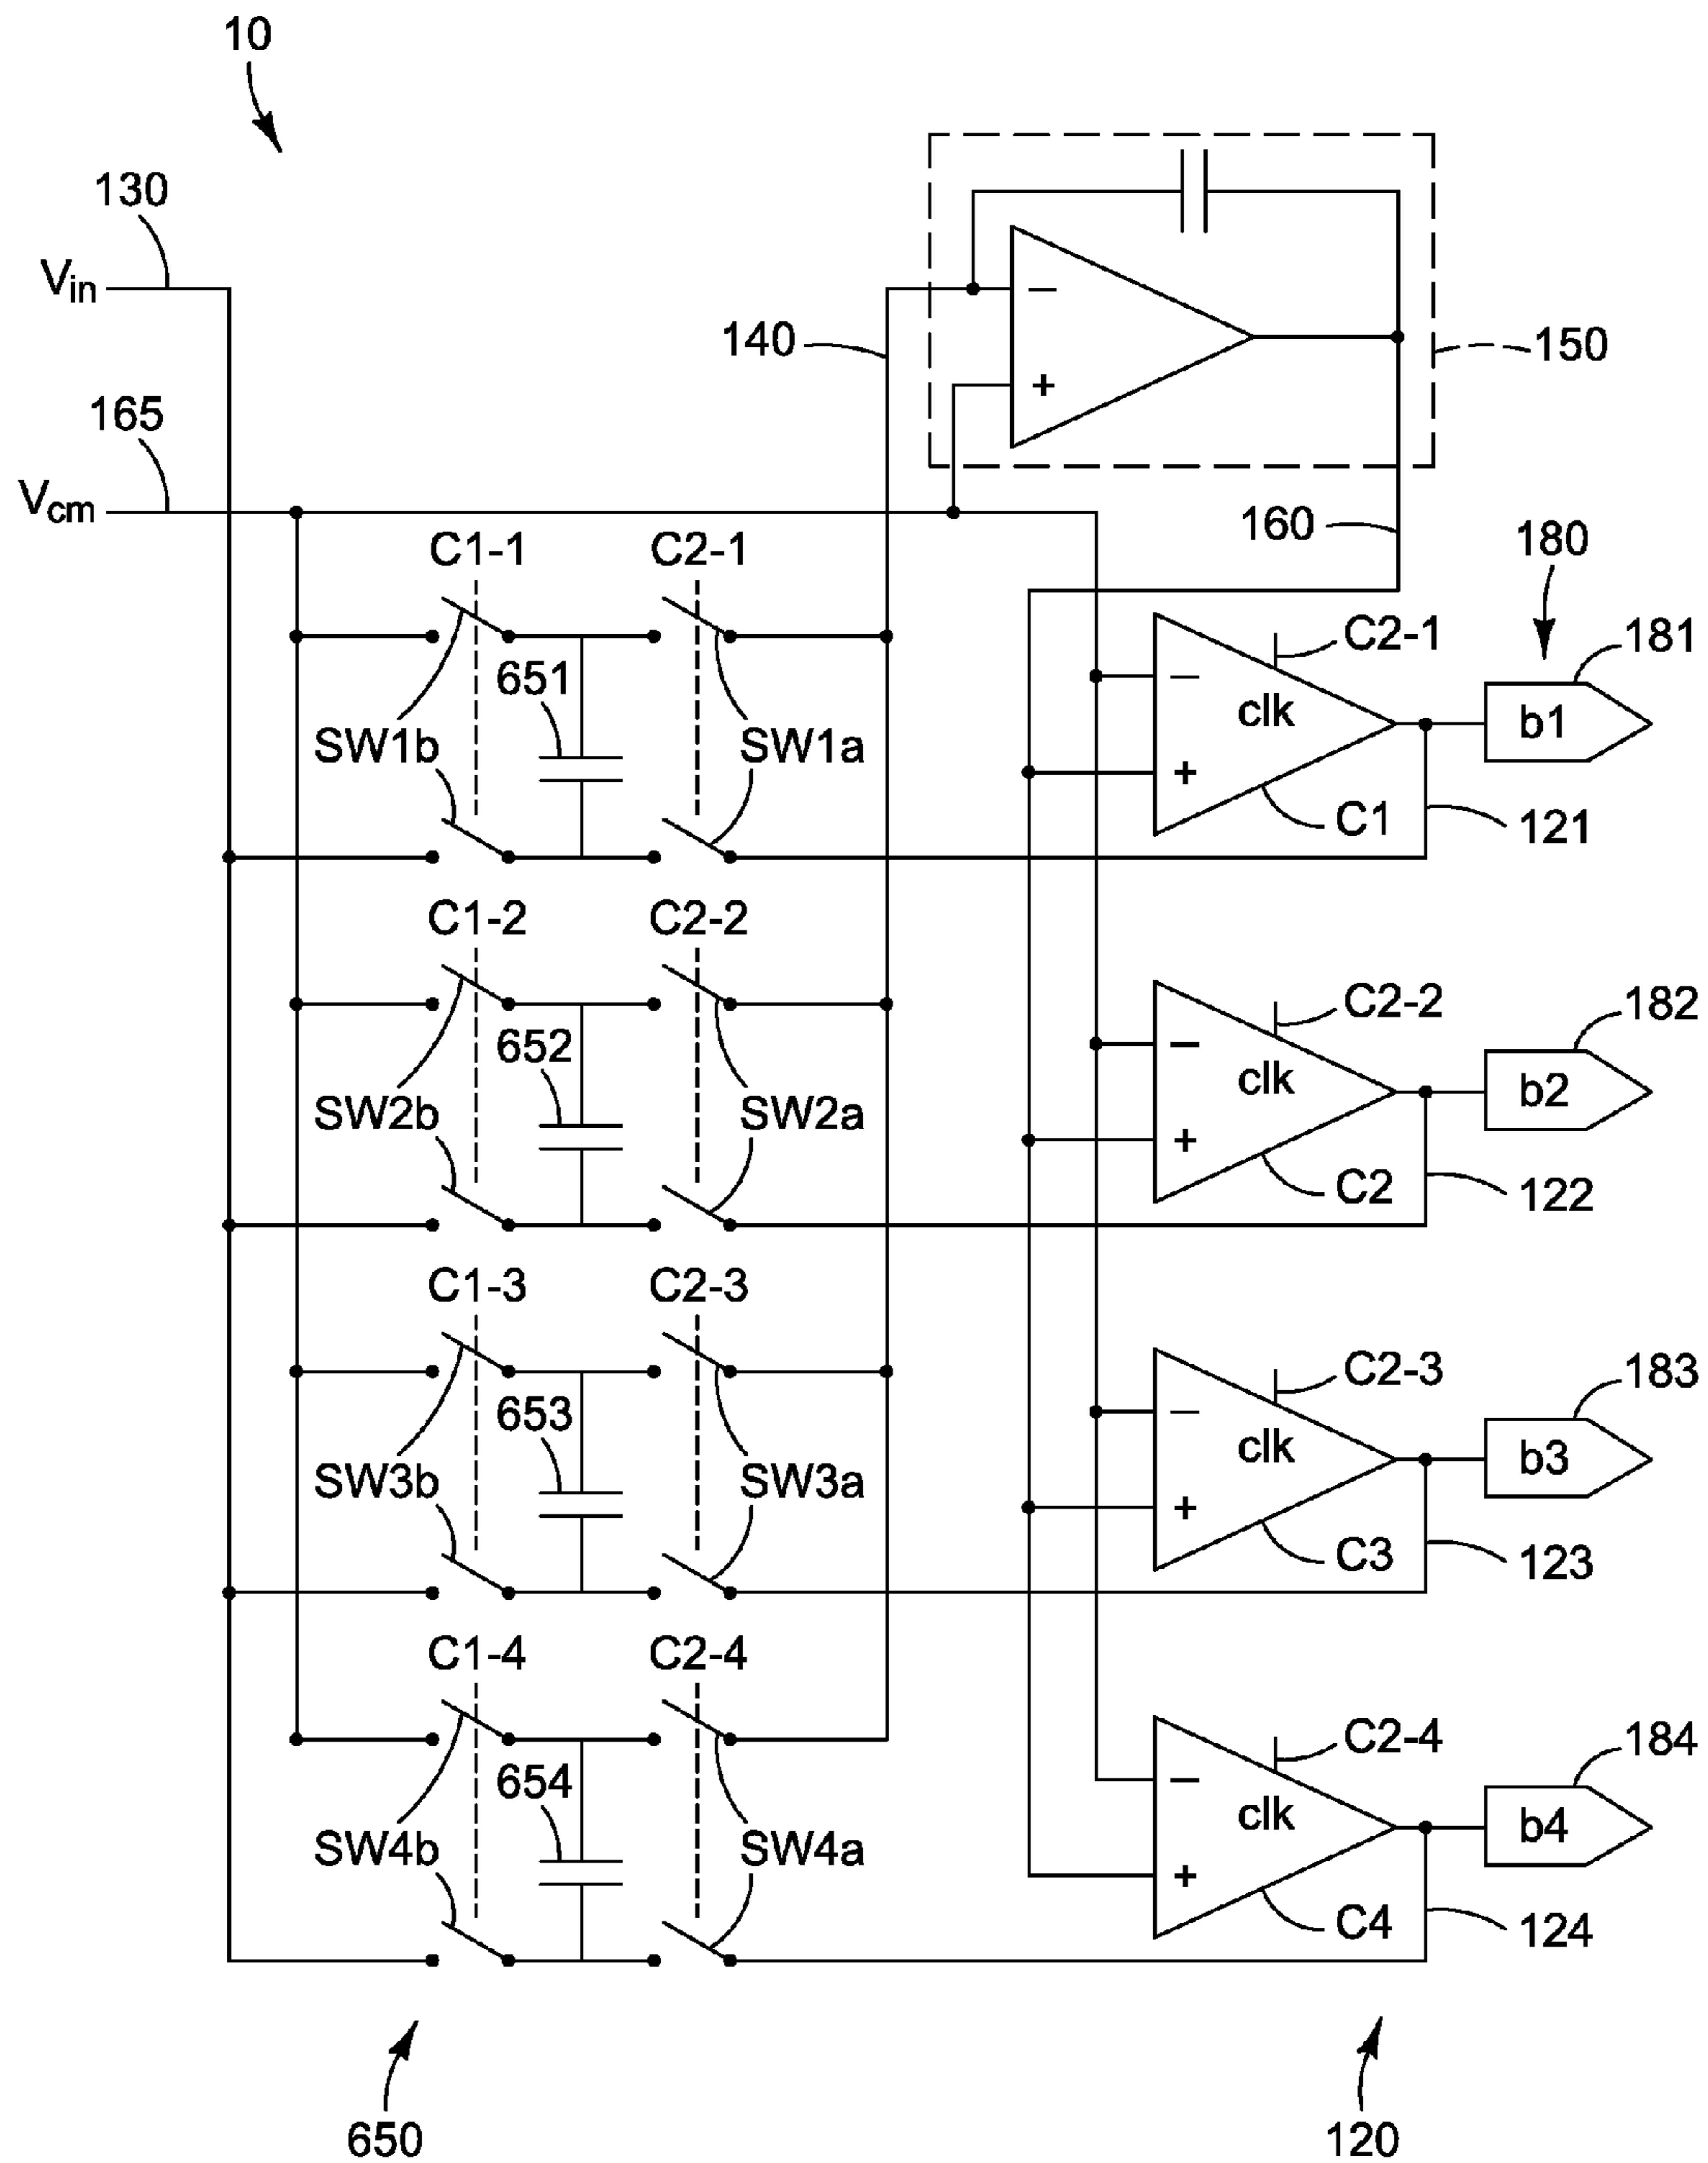 10
130
Vin
140
150
165
Vcm
160
180
C1-1
C2-1
C2-1
181
651
clk
b1
SW1b
SW1a
C1
121
C1-2
C2-2
C2-2
182
652
clk
b2
SW2b
SW2a
C2
122
C1-3
C2-3
C2-3
183
653
clk
b3
SW3b
SW3a
C3
123
C1-4
C2-4
C2-4
184
654
clk
b4
SW4b
SW4a
C4
124
650
120